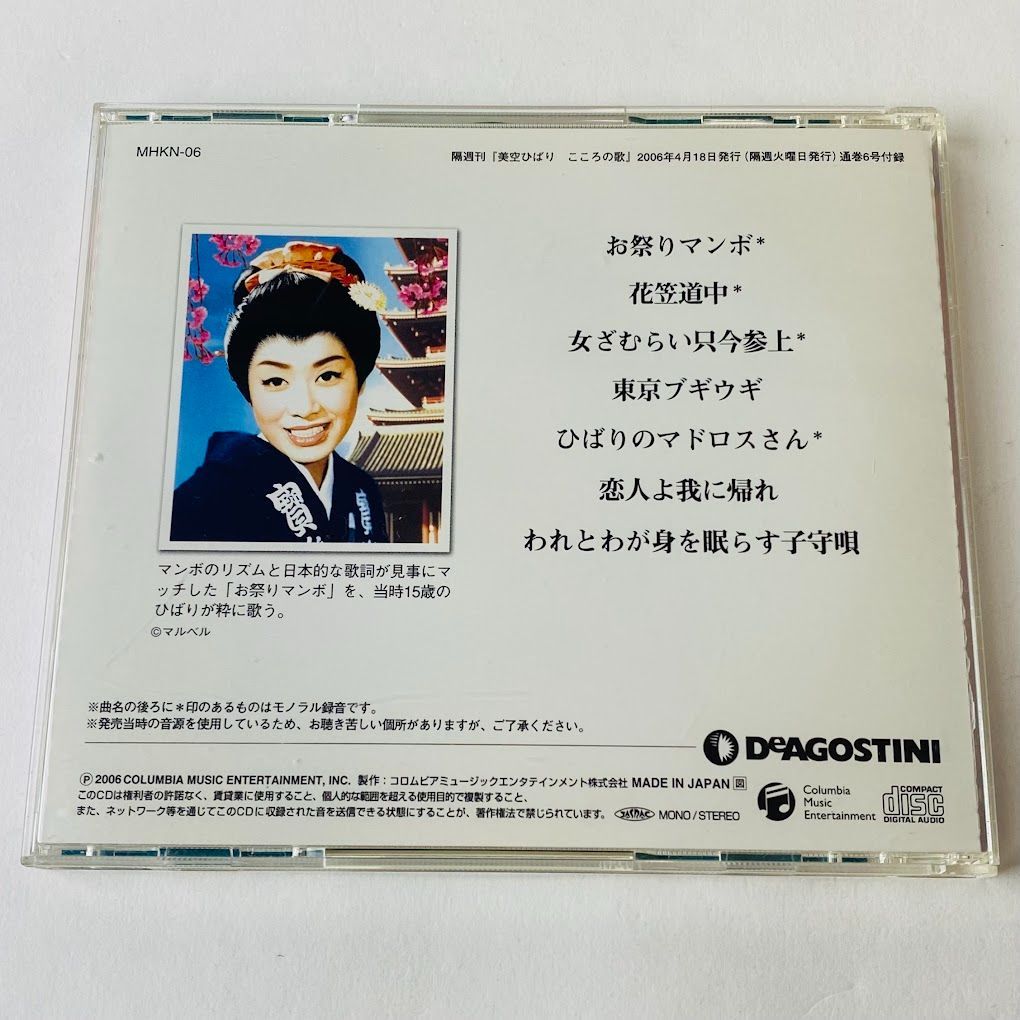 MHKN-06
隔週刊『美空ひばり こころの歌』2006年4月18日発行(隔週火曜日発行)通巻6号付録
お祭りマンボ*
花笠道中*
女ざむらい只今参上*
東京ブギウギ
ひばりのマドロスさん*
恋人よ我に帰れ
われとわが身を眠らす子守唄
マンボのリズムと日本的な歌詞が見事にマ
ッチした「お祭りマンボ」を、当時15歳の
ひばりが粋に歌う。
©マルベル
※曲名の後ろに*印のあるものはモノラル録音です。
※発売当時の音源を使用しているため、お聴き苦しい個所がありますが、ご了承ください。
DeAGOSTINI
Ⓟ2006 COLUMBIA MUSIC ENTERTAINMENT, INC. 製作:コロムビアミュージックエンタテインメント株式会社 MADE IN JAPAN 図
このCDは権利者の許諾なく、賃貸業に使用すること、個人的な範囲を超える使用目的で複製すること、
また、ネットワーク等を通じてこのCDに収録された音を送信できる状態にすることが、著作権法で禁じられています。 JASRAC MONO/STEREO
Columbia
Music
Entertainment
COMPACT
disc
DIGITAL AUDIO